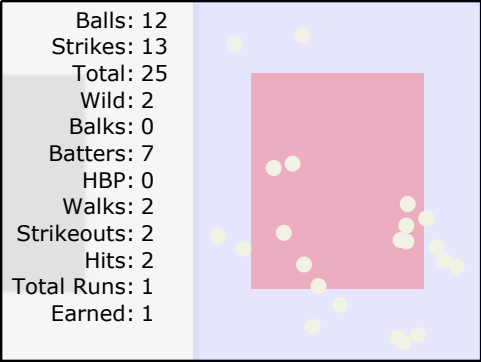 Balls: 12
Strikes: 13
Total: 25
Wild: 2
Balks: 0
Batters: 7
HBP: 0
Walks: 2
Strikeouts: 2
Hits: 2
Total Runs: 1
Earned: 1